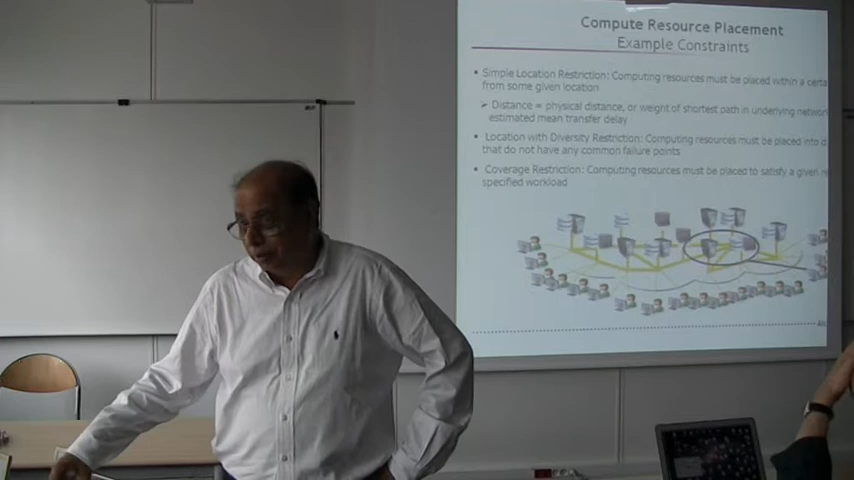 Compute Resource Placement
Example Constraints
• Simple Location Restriction: Computing resources must be placed within a certa
from some given location
➢ Distance = physical distance, or weight of shortest path in underlying network
estimated mean transfer delay
• Location with Diversity Restriction: Computing resources must be placed into
that do not have any common failure points
• Coverage Restriction: Computing resources must be placed to satisfy a given
specified workload